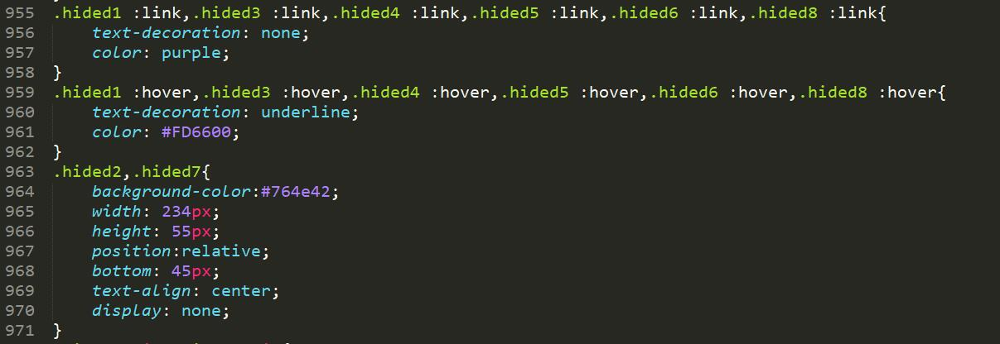 955 .hided1 :link,.hided3 :link,.hided4 :link,.hided5 :link,.hided6 :link,.hided8 :link{
956     text-decoration: none;
957     color: purple;
958 }
959 .hided1 :hover,.hided3 :hover,.hided4 :hover,.hided5 :hover,.hided6 :hover,.hided8 :hover{
960     text-decoration: underline;
961     color: #FD6600;
962 }
963 .hided2,.hided7{
964     background-color:#764e42;
965     width: 234px;
966     height: 55px;
967     position:relative;
968     bottom: 45px;
969     text-align: center;
970     display: none;
971 }